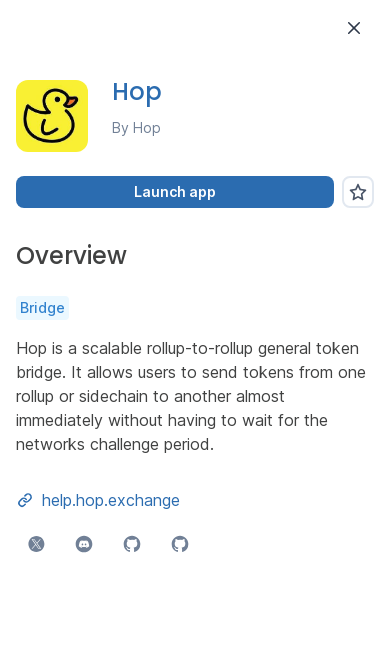 Hop
By Hop
Launch app
Overview
Bridge
Hop is a scalable rollup-to-rollup general token
bridge. It allows users to send tokens from one
rollup or sidechain to another almost
immediately without having to wait for the
networks challenge period.
help.hop.exchange